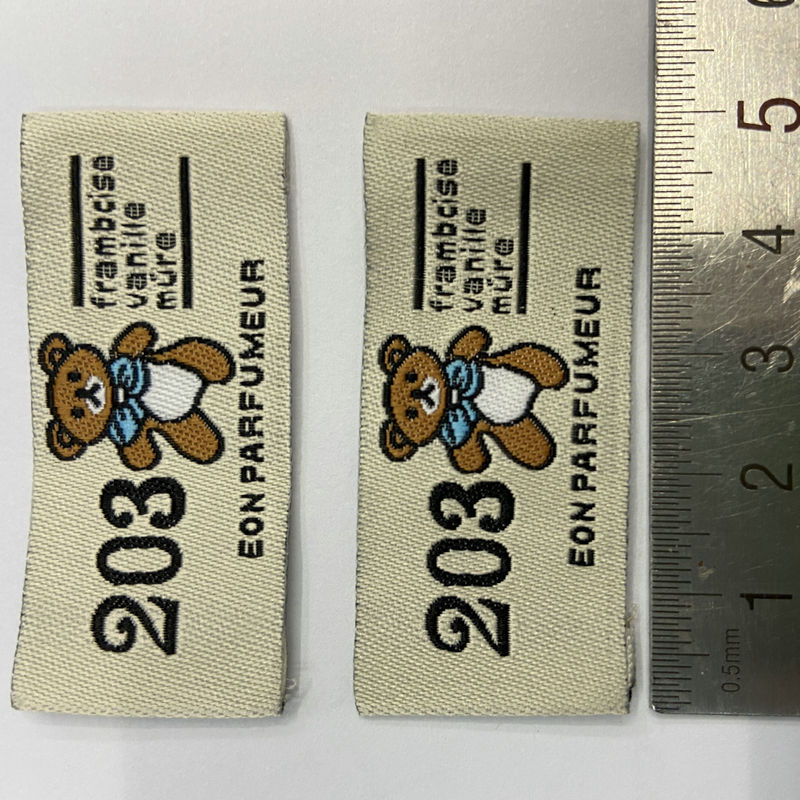 203
frambcise
vanille
mûre
EON PARFUMEUR
203
frambcise
vanille
mûre
EON PARFUMEUR
6
5
4
3
2
1
0.5mm